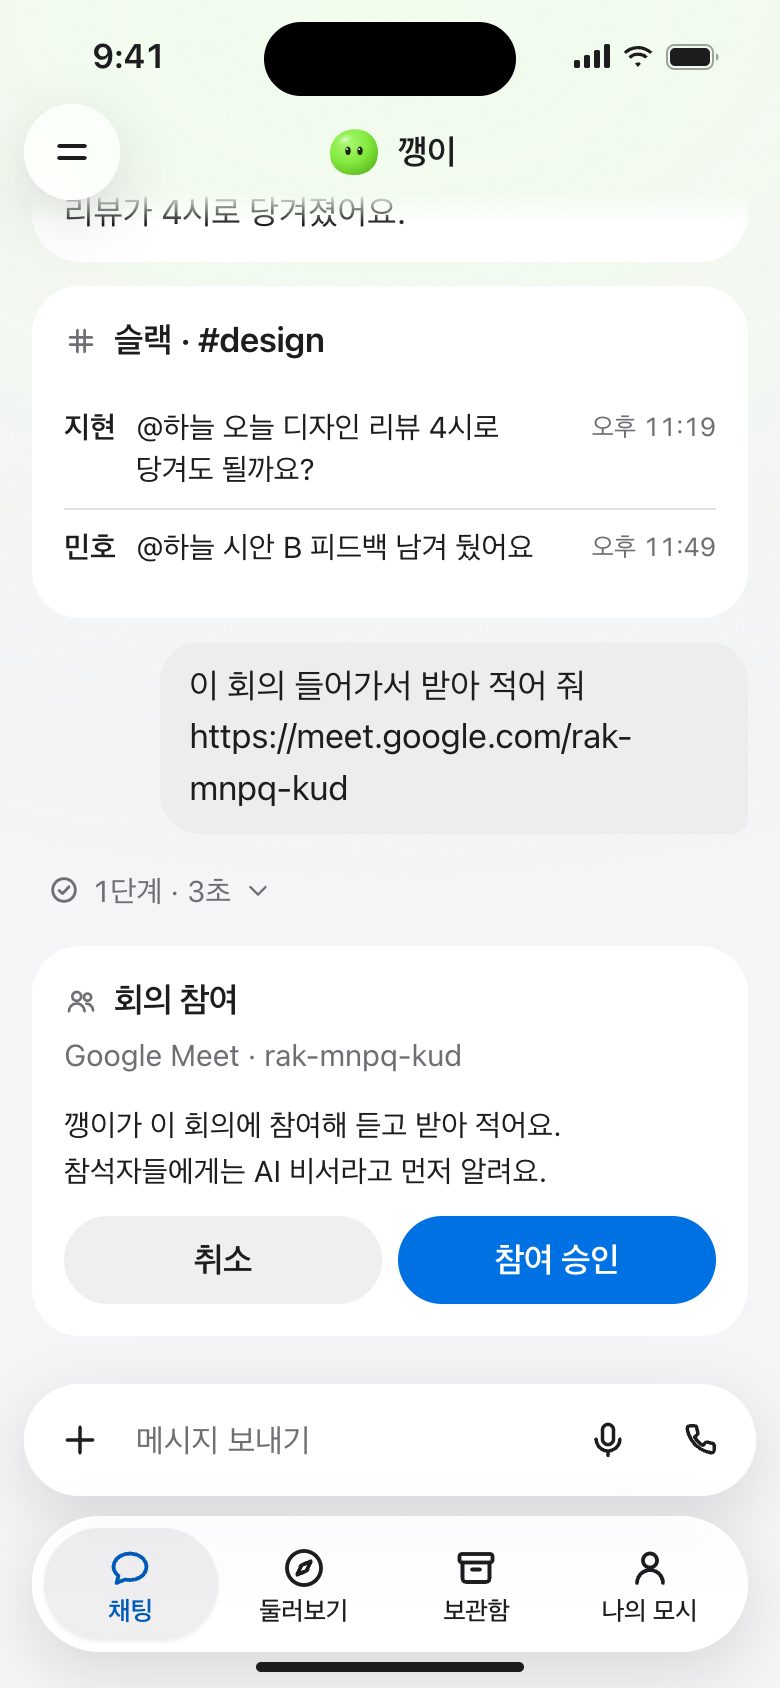 9:41
깽이
리뷰가 4시로 당겨졌어요.
슬랙 · #design
지현 @하늘 오늘 디자인 리뷰 4시로 오후 11:19
당겨도 될까요?
민호 @하늘 시안 B 피드백 남겨 뒀어요 오후 11:49
이 회의 들어가서 받아 적어 줘
https://meet.google.com/rak-
mnpq-kud
1단계 · 3초
회의 참여
Google Meet · rak-mnpq-kud
깽이가 이 회의에 참여해 듣고 받아 적어요.
참석자들에게는 AI 비서라고 먼저 알려요.
취소 참여 승인
메시지 보내기
채팅 둘러보기 보관함 나의 모시